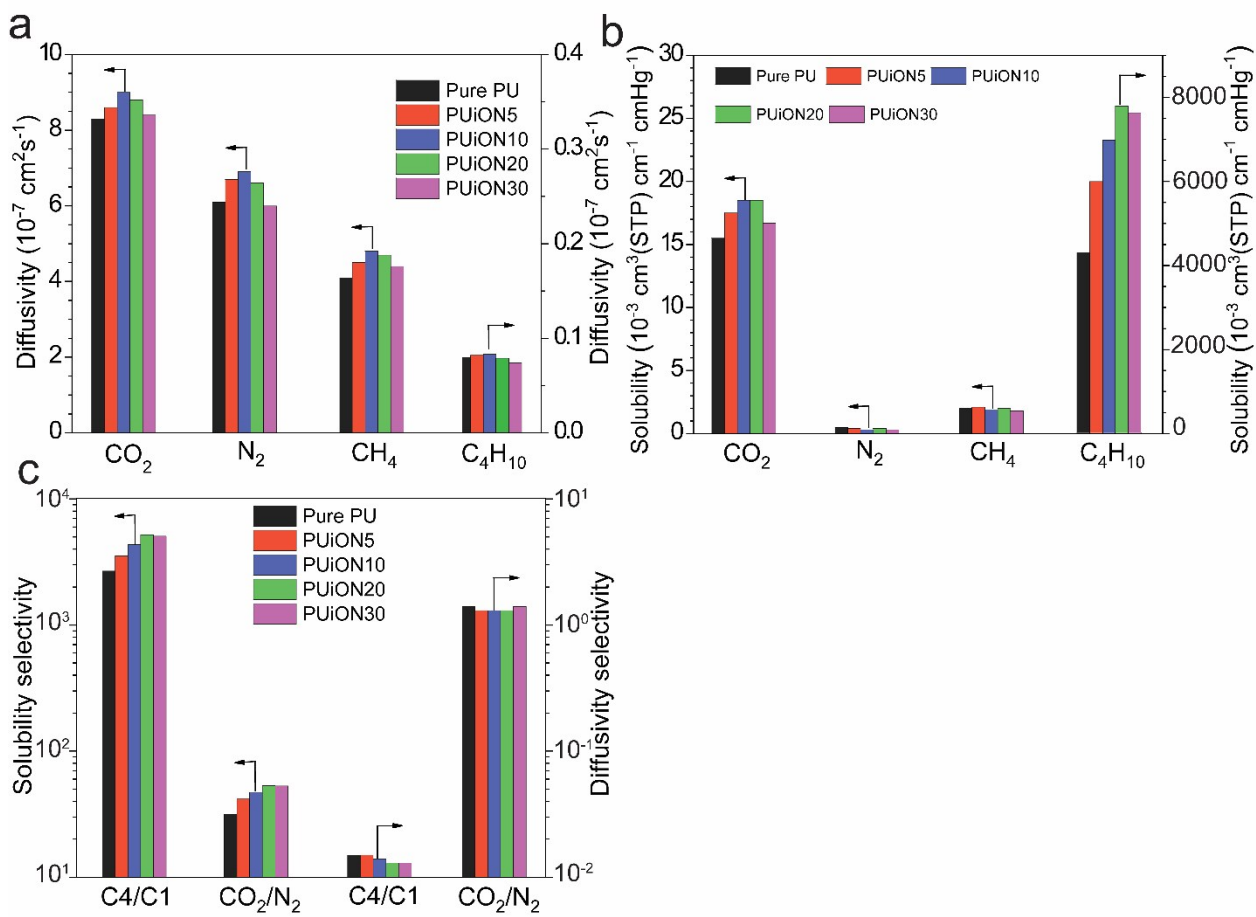 a
Diffusivity (10⁻⁷ cm²s⁻¹)
10
8
6
4
2
0
Pure PU
PUiON5
PUiON10
PUiON20
PUiON30
0.4
0.3
0.2
0.1
0.0
Diffusivity (10⁻⁷ cm²s⁻¹)
CO₂ N₂ CH₄ C₄H₁₀
b
Solubility (10⁻³ cm³(STP) cm⁻¹ cmHg⁻¹
30
25
20
15
10
5
0
Pure PU PUiON5 PUiON10
PUiON20 PUiON30
8000
6000
4000
2000
0
Solubility (10⁻³ cm³(STP) cm⁻¹ cmHg⁻¹
CO₂ N₂ CH₄ C₄H₁₀
c
Solubility selectivity
10⁴
10³
10²
10¹
Pure PU
PUiON5
PUiON10
PUiON20
PUiON30
10¹
10⁰
10⁻¹
10⁻²
Diffusivity selectivity
C4/C1 CO₂/N₂ C4/C1 CO₂/N₂